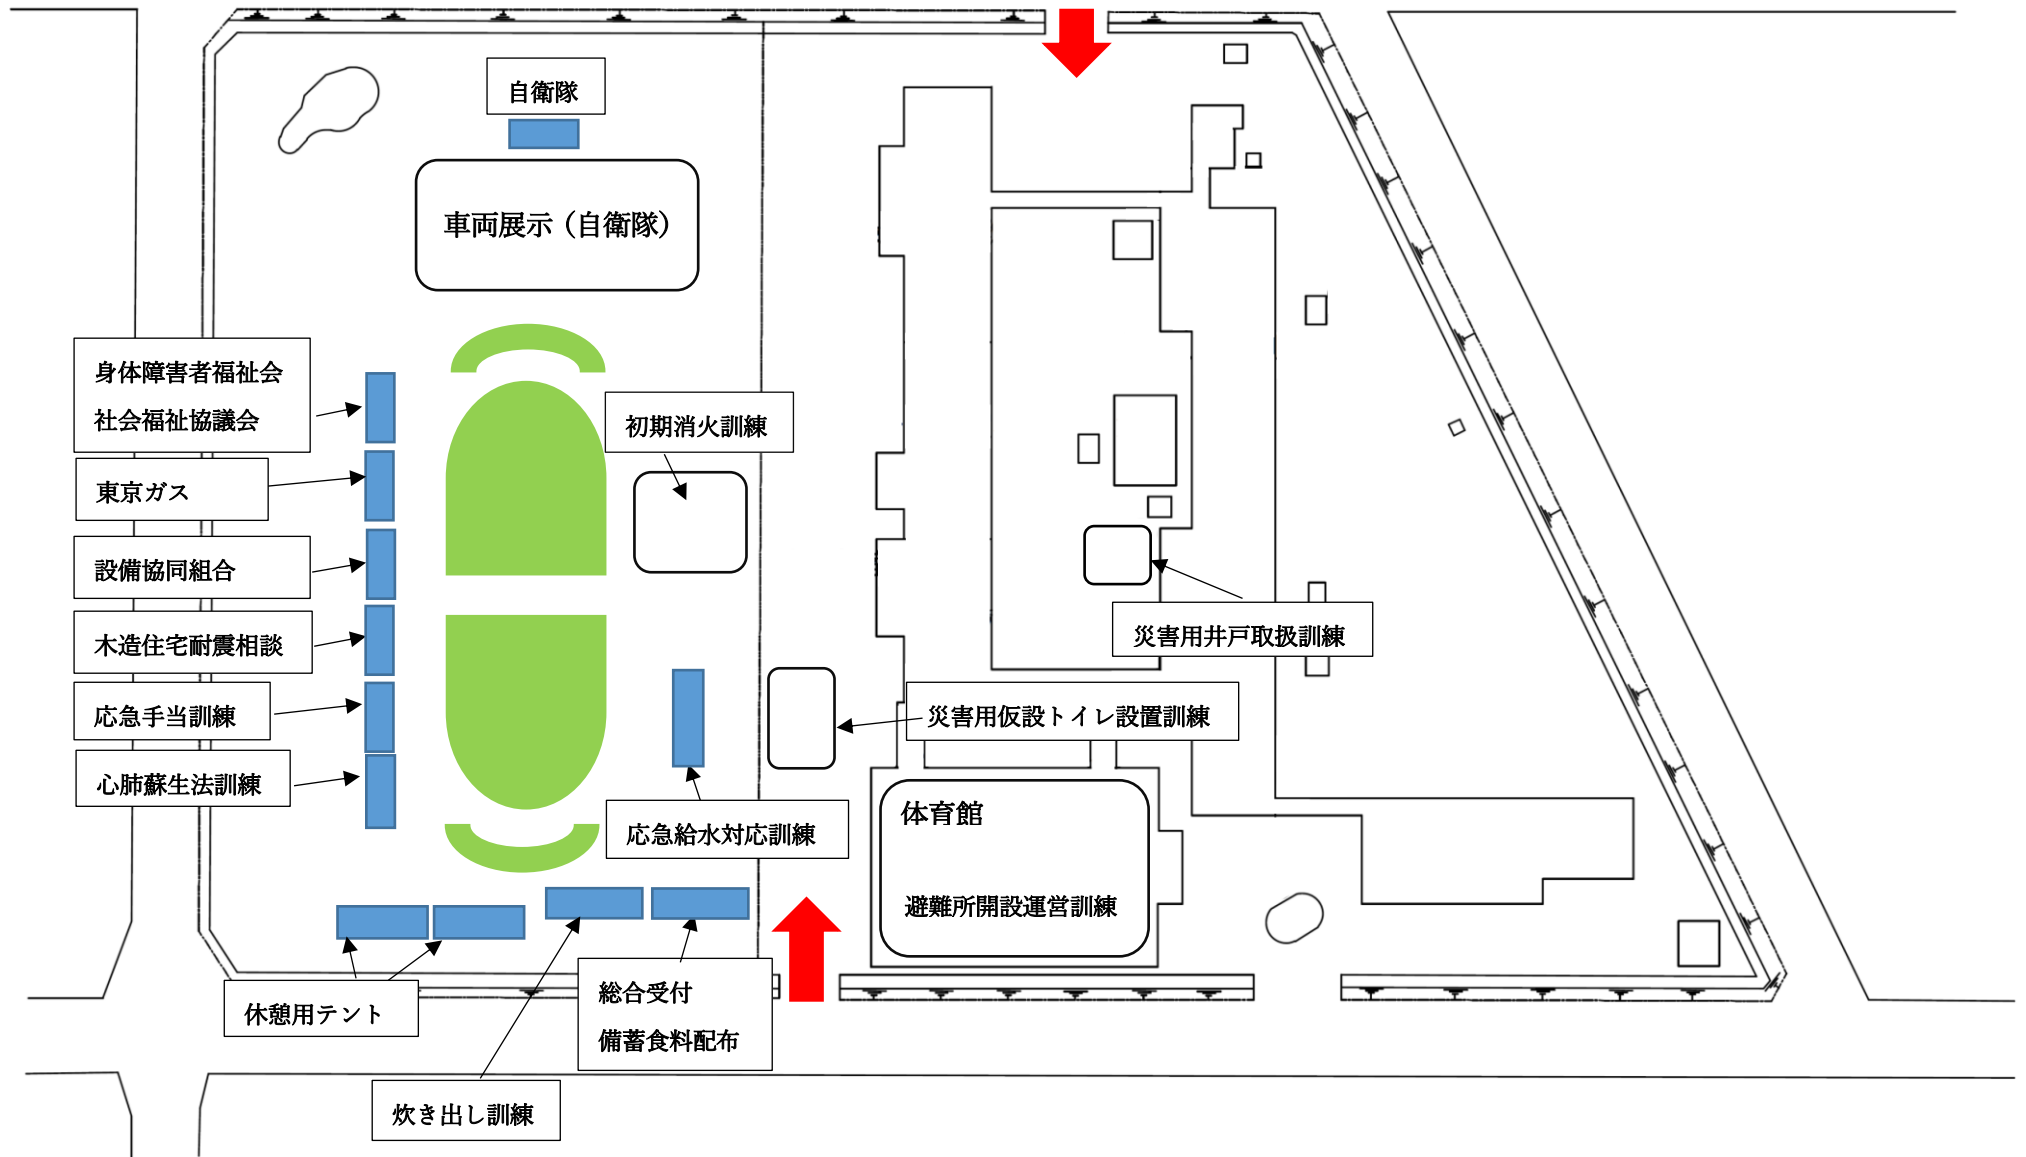 自衛隊
車両展示（自衛隊）
身体障害者福祉会
社会福祉協議会
初期消火訓練
東京ガス
設備協同組合
災害用井戸取扱訓練
木造住宅耐震相談
応急手当訓練
災害用仮設トイレ設置訓練
心肺蘇生法訓練
応急給水対応訓練
体育館
避難所開設運営訓練
休憩用テント
総合受付
備蓄食料配布
炊き出し訓練